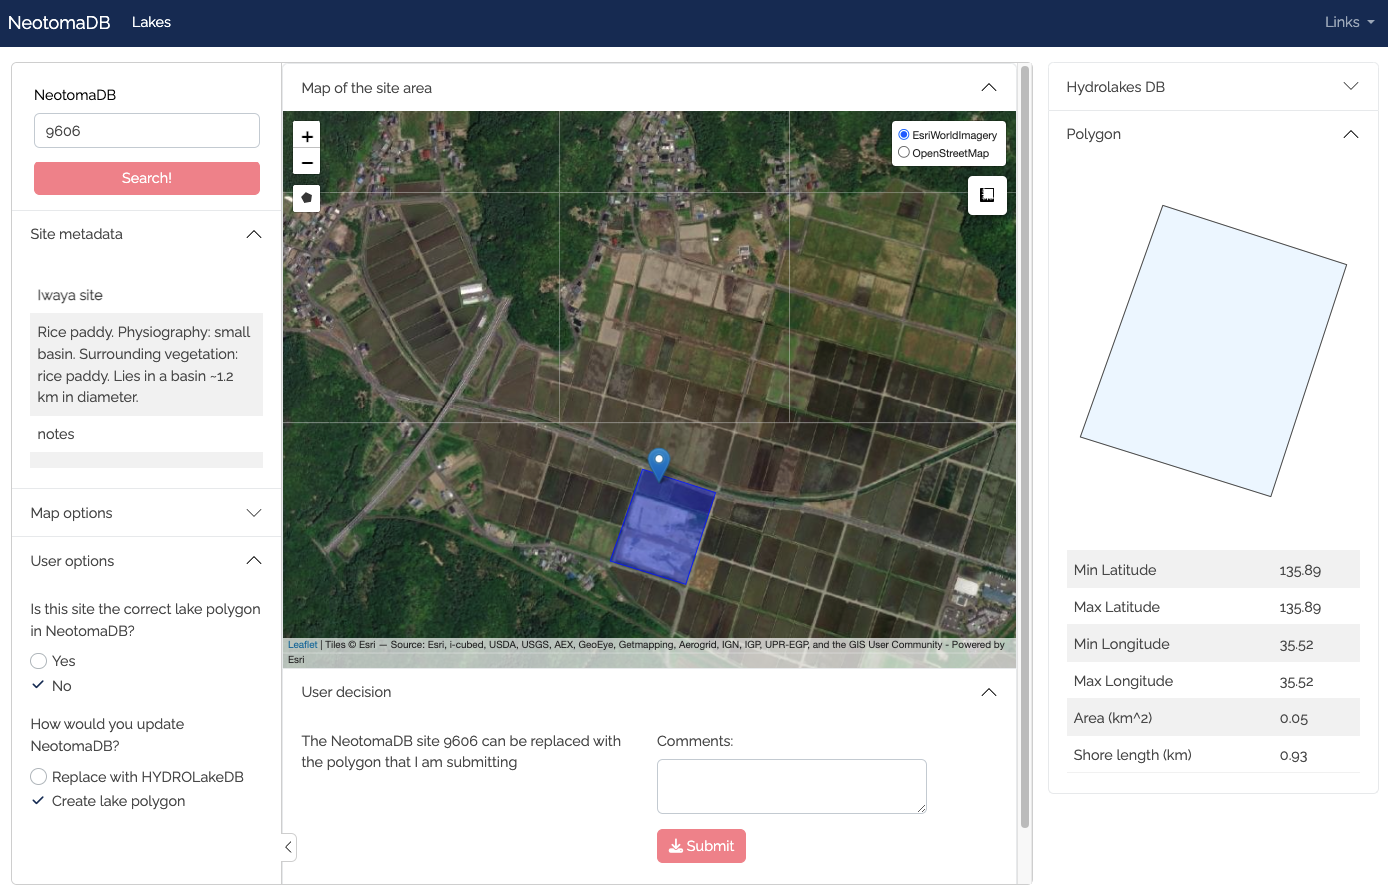 NeotomaDB
Lakes
Links
NeotomaDB
9606
Search!
Site metadata
Iwaya site
Rice paddy. Physiography: small
basin. Surrounding vegetation:
rice paddy. Lies in a basin ~1.2
km in diameter.
notes
Map options
User options
Is this site the correct lake polygon
in NeotomaDB?
Yes
No
How would you update
NeotomaDB?
Replace with HYDROLakeDB
Create lake polygon
Map of the site area
+
−
EsriWorldImagery
OpenStreetMap
Leaflet | Tiles © Esri — Source: Esri, i-cubed, USDA, USGS, AEX, GeoEye, Getmapping, Aerogrid, IGN, IGP, UPR-EGP, and the GIS User Community - Powered by
Esri
User decision
The NeotomaDB site 9606 can be replaced with
the polygon that I am submitting
Comments:
Submit
Hydrolakes DB
Polygon
Min Latitude 135.89
Max Latitude 135.89
Min Longitude 35.52
Max Longitude 35.52
Area (km^2) 0.05
Shore length (km) 0.93